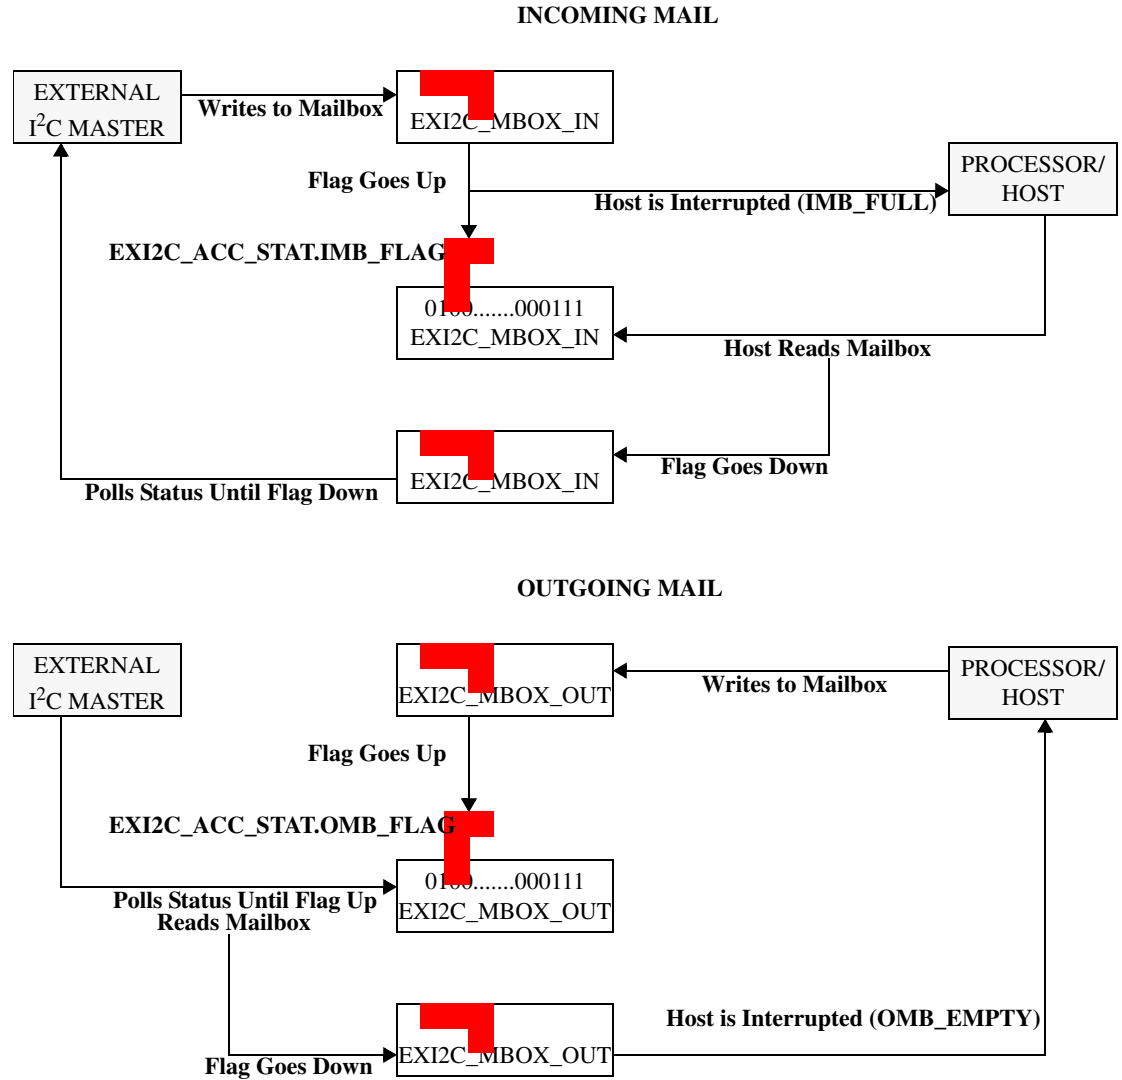 INCOMING MAIL
EXTERNAL
I²C MASTER
Writes to Mailbox
EXI2C_MBOX_IN
Flag Goes Up
PROCESSOR/
HOST
Host is Interrupted (IMB_FULL)
EXI2C_ACC_STAT.IMB_FLAG
0100.......000111
EXI2C_MBOX_IN
Host Reads Mailbox
EXI2C_MBOX_IN
Flag Goes Down
Polls Status Until Flag Down
OUTGOING MAIL
EXTERNAL
I²C MASTER
EXI2C_MBOX_OUT
Writes to Mailbox
PROCESSOR/
HOST
Flag Goes Up
EXI2C_ACC_STAT.OMB_FLAG
0100.......000111
EXI2C_MBOX_OUT
Polls Status Until Flag Up
Reads Mailbox
Host is Interrupted (OMB_EMPTY)
EXI2C_MBOX_OUT
Flag Goes Down